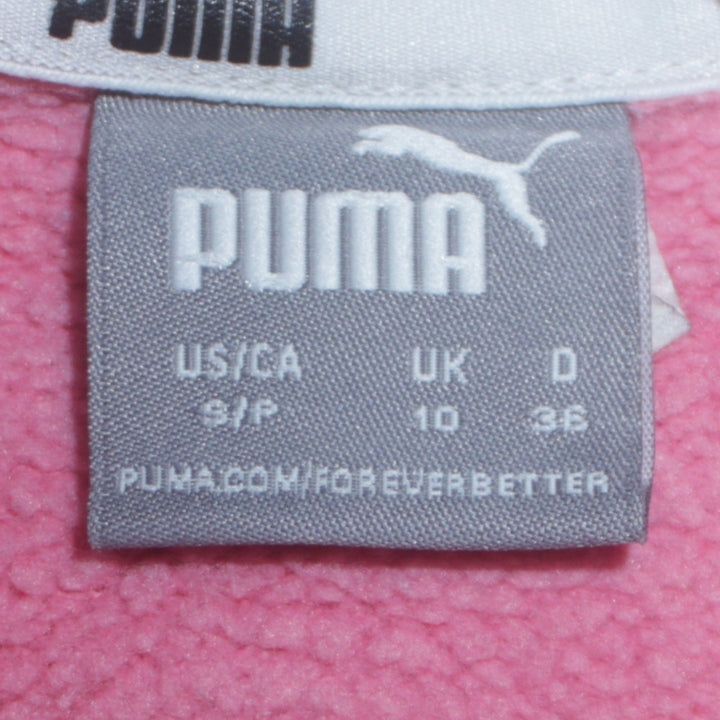 PUMA
PUMA
US/CA UK D
S/P 10 36
PUMA.COM/FOREVERBETTER